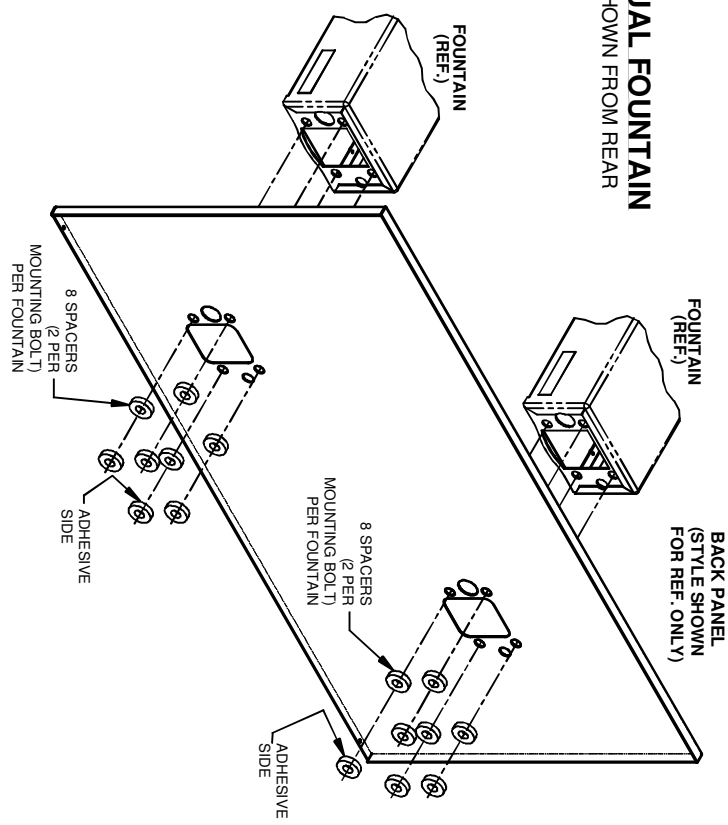 UAL FOUNTAIN
HOWN FROM REAR
BACK PANEL
(STYLE SHOWN
FOR REF. ONLY)
FOUNTAIN
(REF.)
FOUNTAIN
(REF.)
8 SPACERS
(2 PER
MOUNTING BOLT)
PER FOUNTAIN
ADHESIVE
SIDE
8 SPACERS
(2 PER
MOUNTING BOLT)
PER FOUNTAIN
ADHESIVE
SIDE